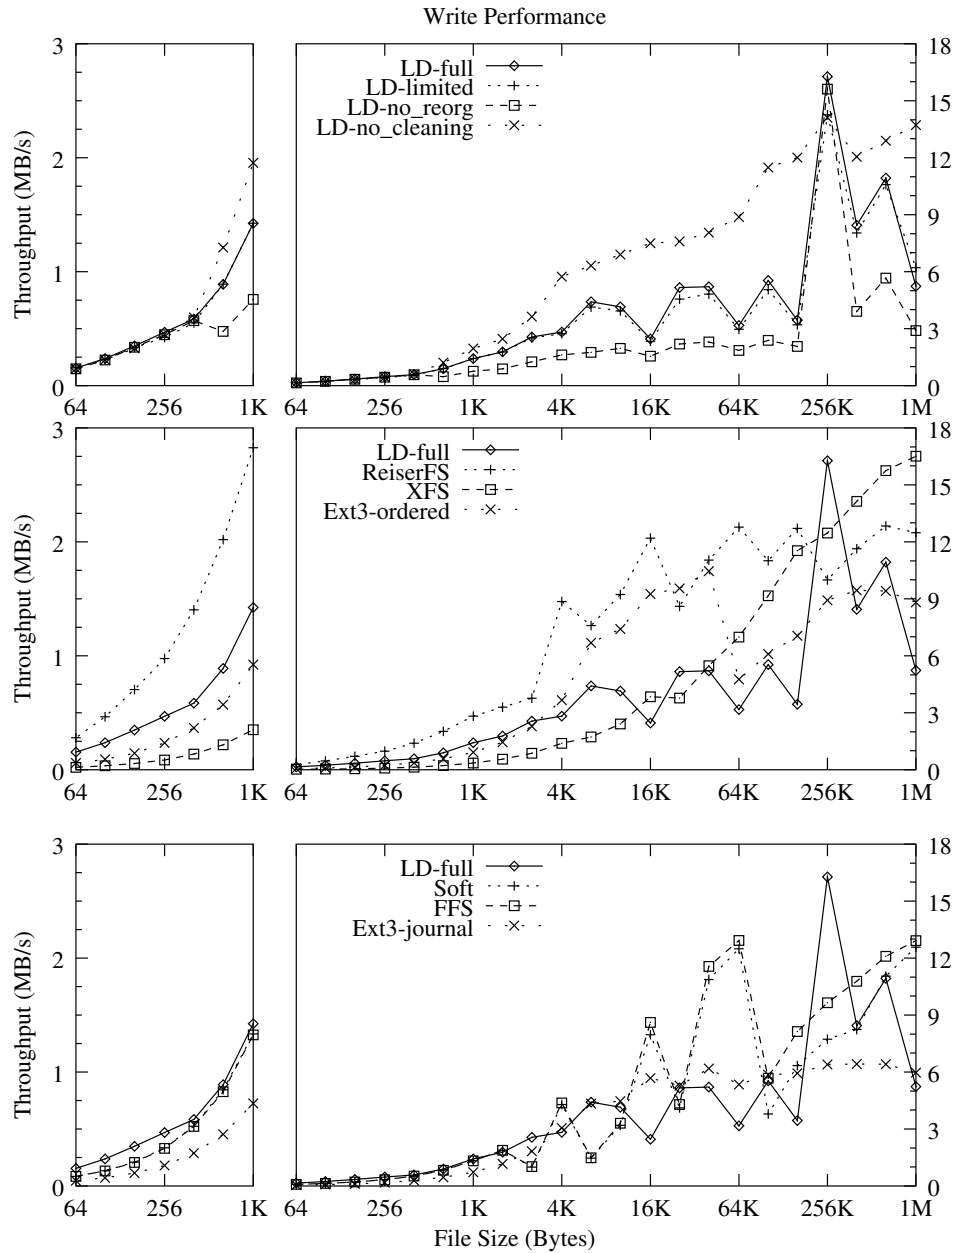 Write Performance
3
2
1
0
Throughput (MB/s)
64
256
1K
LD-full
LD-limited
LD-no_reorg
LD-no_cleaning
18
15
12
9
6
3
0
64
256
1K
4K
16K
64K
256K
1M
3
2
1
0
Throughput (MB/s)
64
256
1K
LD-full
ReiserFS
XFS
Ext3-ordered
18
15
12
9
6
3
0
64
256
1K
4K
16K
64K
256K
1M
3
2
1
0
Throughput (MB/s)
64
256
1K
LD-full
Soft
FFS
Ext3-journal
18
15
12
9
6
3
0
64
256
1K
4K
16K
64K
256K
1M
File Size (Bytes)